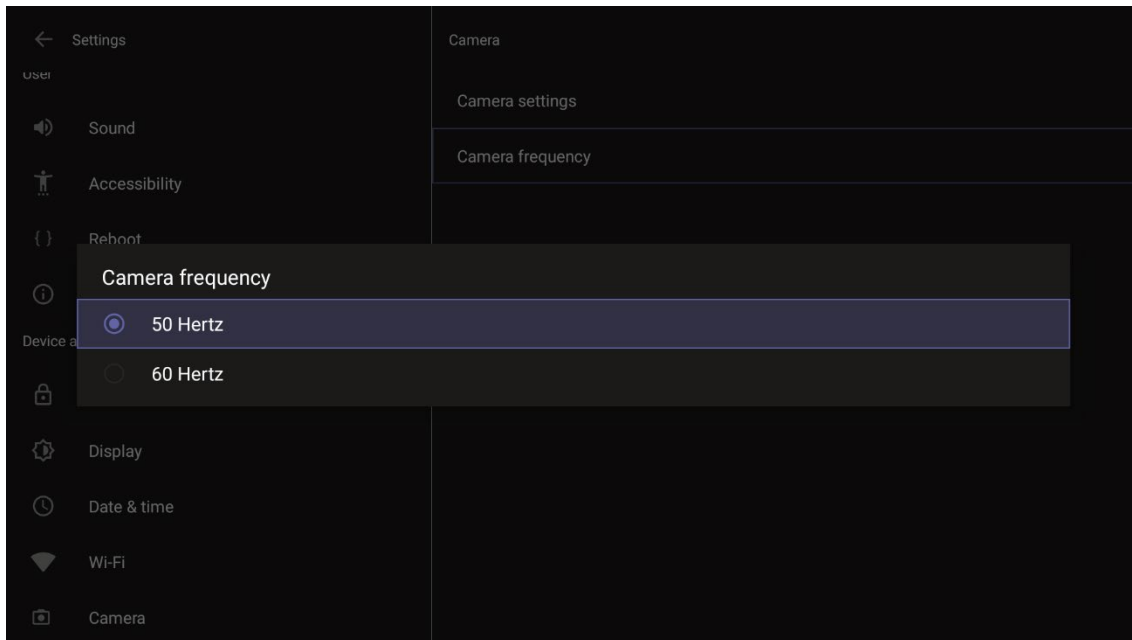 Settings
User
Sound
Accessibility
Reboot
Device a
Display
Date & time
Wi-Fi
Camera
Camera
Camera settings
Camera frequency
Camera frequency
50 Hertz
60 Hertz